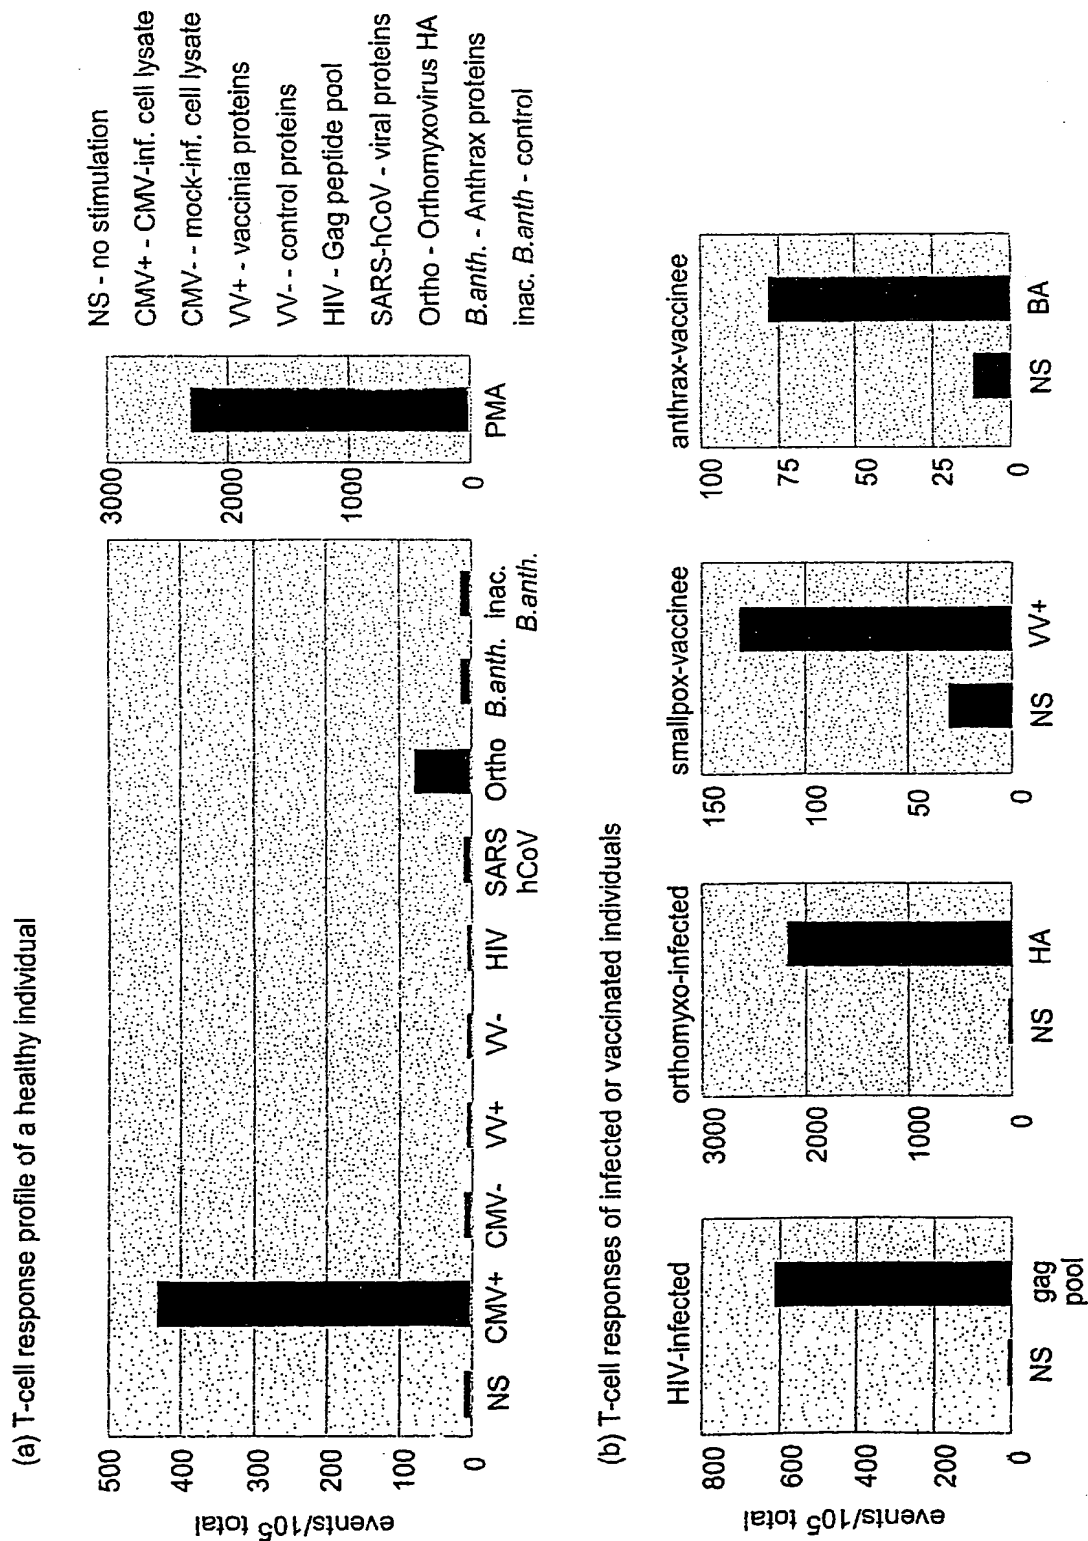 (a) T-cell response profile of a healthy individual
500
400
300
200
100
0
events/10⁵ total
NS CMV+ CMV- VV+ VV- HIV SARS hCoV Ortho B.anth. inac. B.anth.
3000
2000
1000
0
PMA
NS - no stimulation
CMV+ - CMV-inf. cell lysate
CMV- - mock-inf. cell lysate
VV+ - vaccinia proteins
VV- - control proteins
HIV - Gag peptide pool
SARS-hCoV - viral proteins
Ortho - Orthomyxovirus HA
B.anth. - Anthrax proteins
inac. B.anth - control
(b) T-cell responses of infected or vaccinated individuals
HIV-infected
800
600
400
200
0
events/10⁵ total
NS gag pool
orthomyxo-infected
3000
2000
1000
0
NS HA
smallpox-vaccinee
150
100
50
0
NS VV+
anthrax-vaccinee
100
75
50
25
0
NS BA